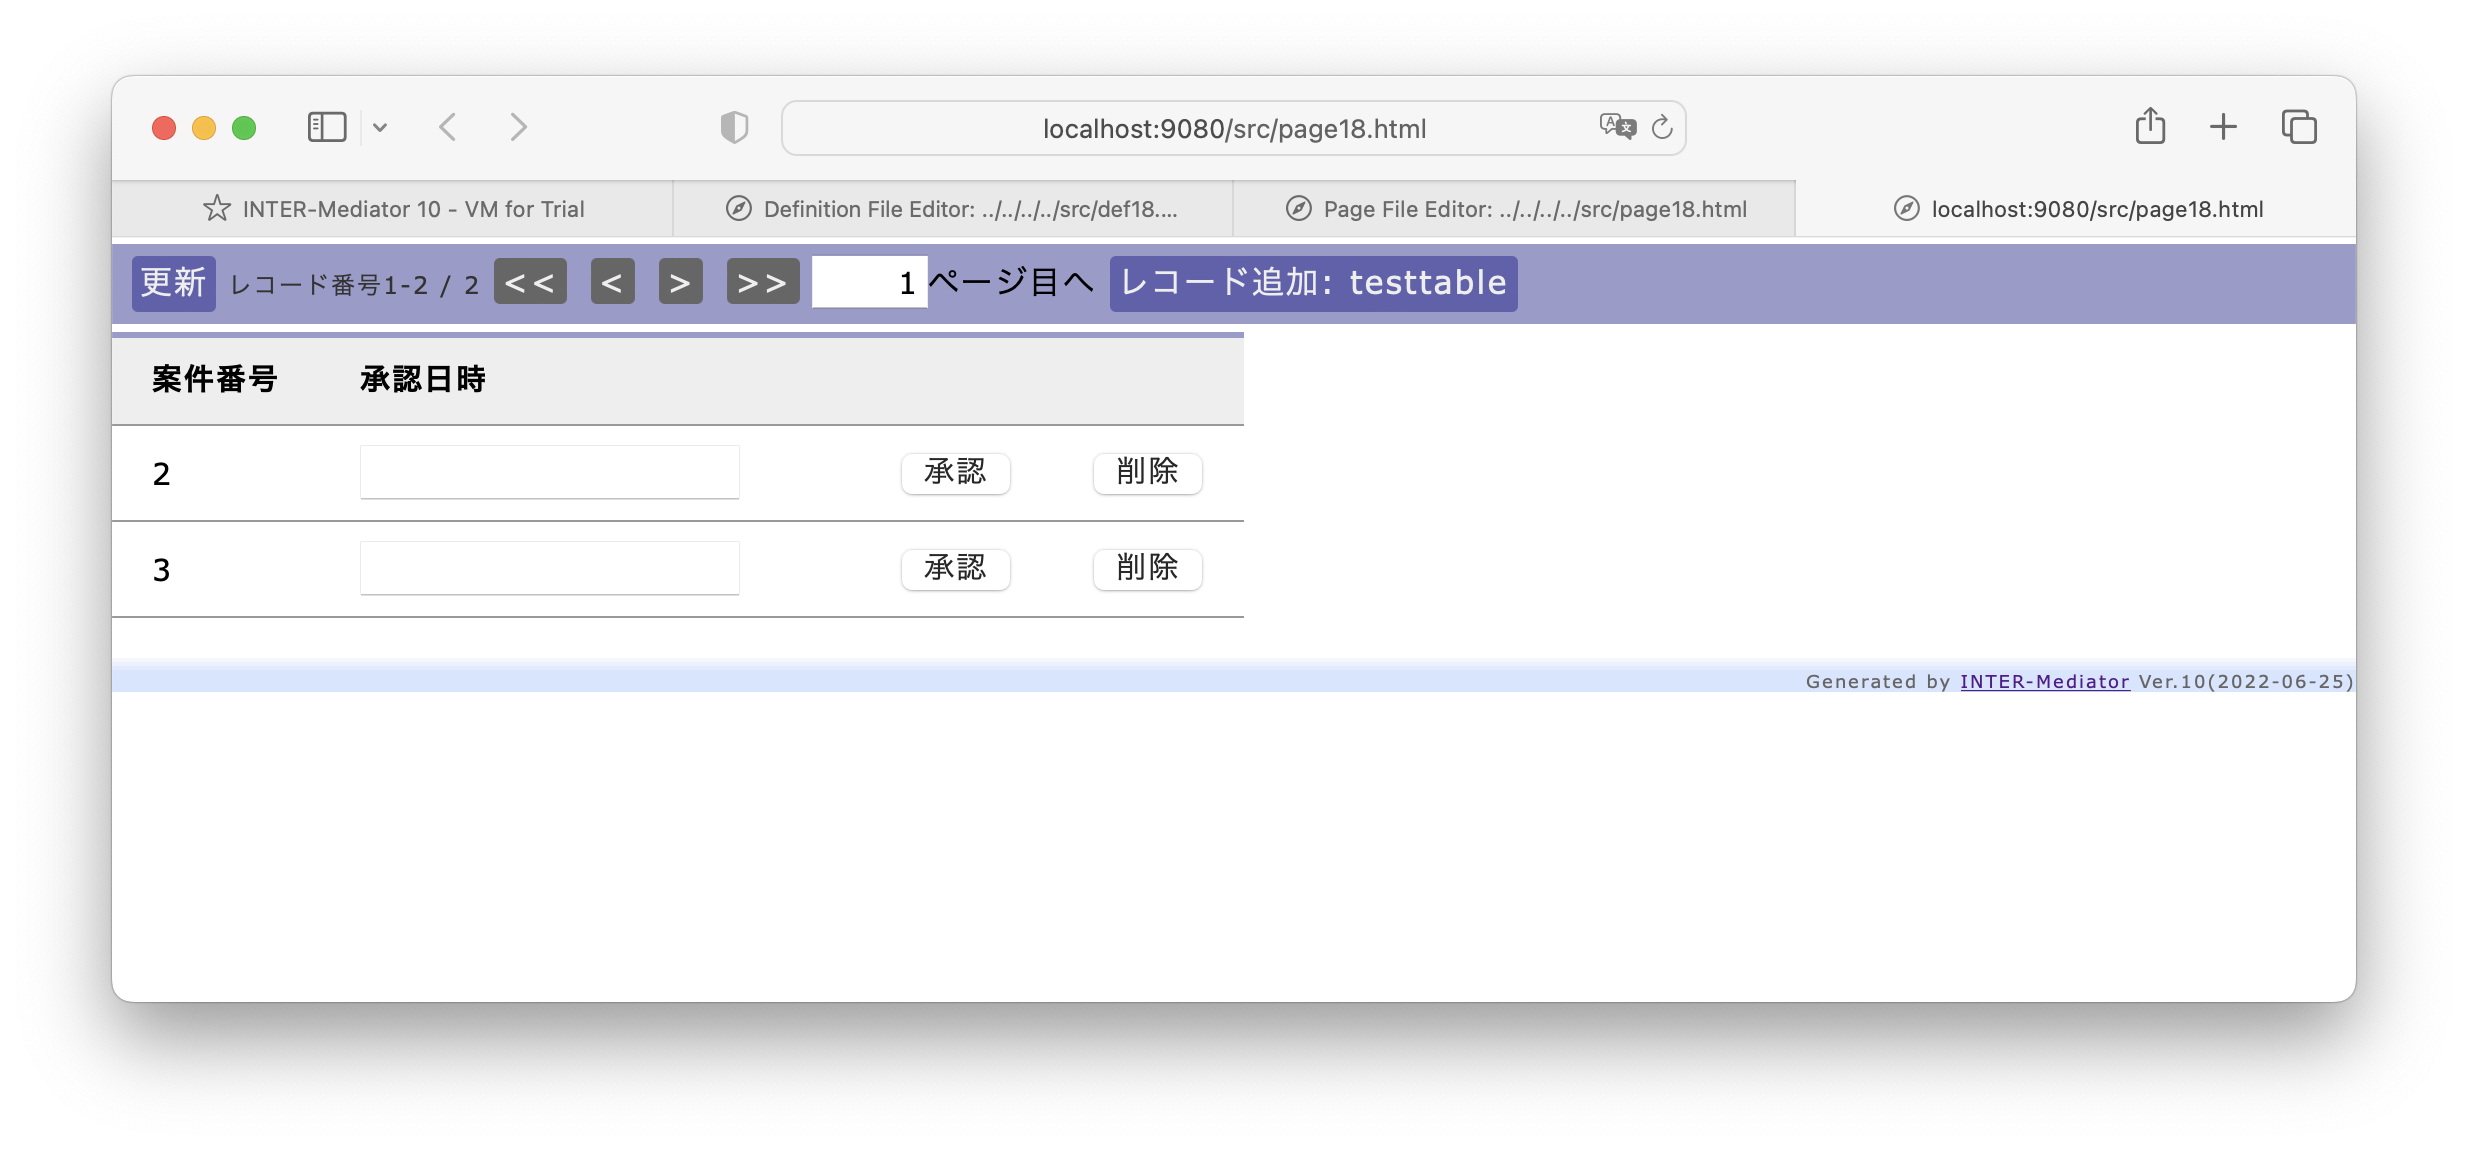 localhost:9080/src/page18.html
INTER-Mediator 10 - VM for Trial
Definition File Editor: ../../../../src/def18....
Page File Editor: ../../../../src/page18.html
localhost:9080/src/page18.html
更新 レコード番号1-2 / 2 << < > >> 1 ページ目へ レコード追加: testtable
案件番号 承認日時
2 承認 削除
3 承認 削除
Generated by INTER-Mediator Ver.10(2022-06-25)